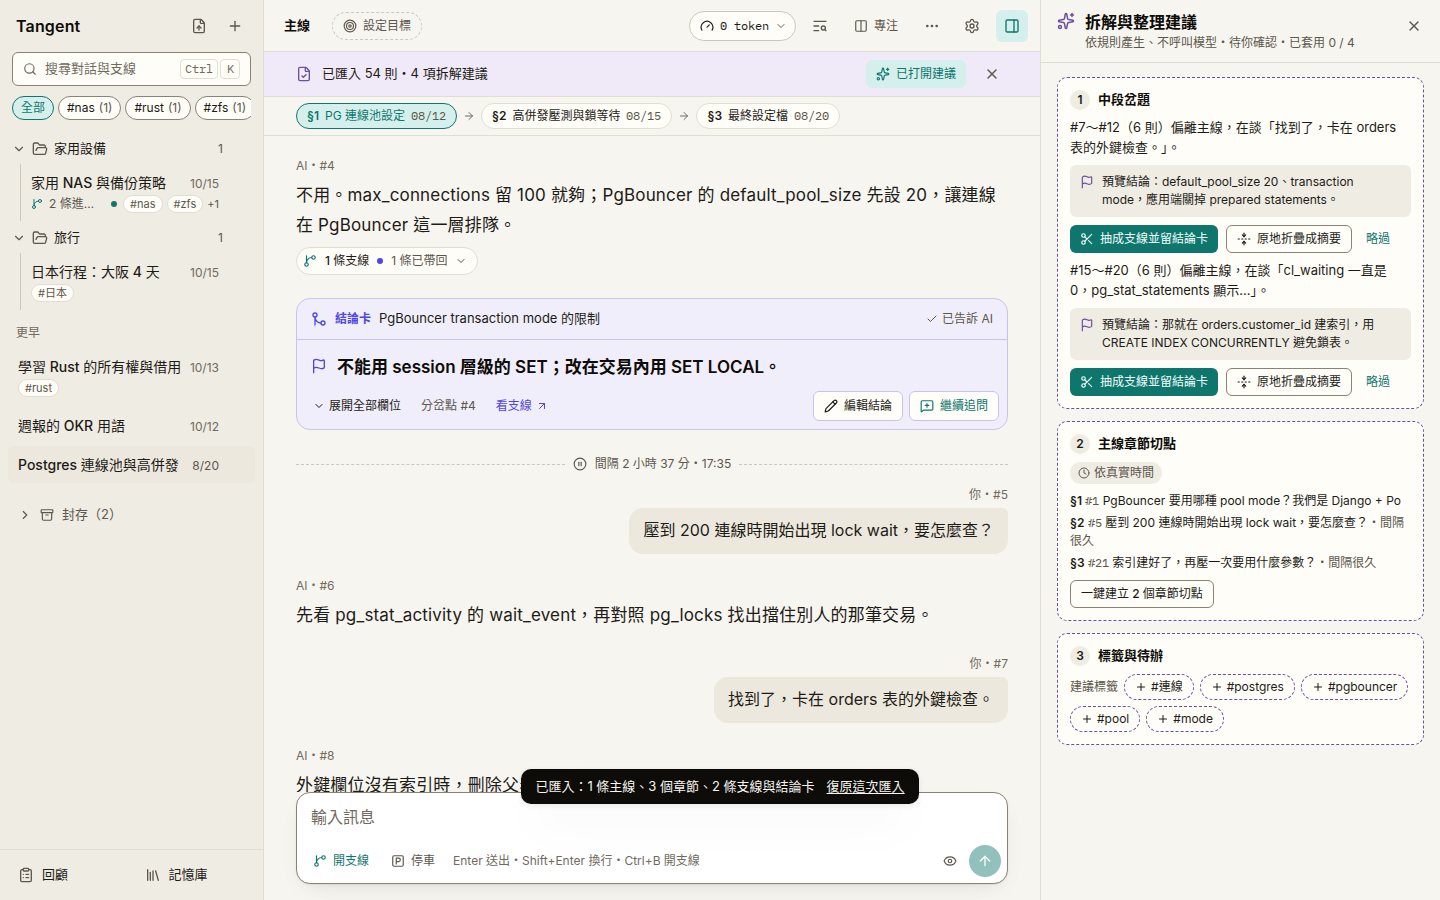 Tangent
搜尋對話與支線 Ctrl K
全部 #nas (1) #rust (1) #zfs (1)
家用設備 1
家用 NAS 與備份策略 10/15
2 條進… #nas #zfs +1
旅行 1
日本行程：大阪 4 天 10/15
#日本
更早
學習 Rust 的所有權與借用 10/13
#rust
週報的 OKR 用語 10/12
Postgres 連線池與高併發 8/20
封存（2）
回顧 記憶庫
主線 設定目標 0 token 專注
已匯入 54 則・4 項拆解建議 已打開建議
§1 PG 連線池設定 08/12 → §2 高併發壓測與鎖等待 08/15 → §3 最終設定檔 08/20
AI・#4
不用。max_connections 留 100 就夠；PgBouncer 的 default_pool_size 先設 20，讓連線
在 PgBouncer 這一層排隊。
1 條支線 1 條已帶回
結論卡 PgBouncer transaction mode 的限制 已告訴 AI
不能用 session 層級的 SET；改在交易內用 SET LOCAL。
展開全部欄位 分岔點 #4 看支線 編輯結論 繼續追問
間隔 2 小時 37 分・17:35
你・#5
壓到 200 連線時開始出現 lock wait，要怎麼查？
AI・#6
先看 pg_stat_activity 的 wait_event，再對照 pg_locks 找出擋住別人的那筆交易。
你・#7
找到了，卡在 orders 表的外鍵檢查。
AI・#8
外鍵欄位沒有索引時，刪除父
已匯入：1 條主線、3 個章節、2 條支線與結論卡 復原這次匯入
輸入訊息
開支線 停車 Enter 送出・Shift+Enter 換行・Ctrl+B 開支線
拆解與整理建議
依規則產生、不呼叫模型・待你確認・已套用 0 / 4
1 中段岔題
#7～#12（6 則）偏離主線，在談「找到了，卡在 orders
表的外鍵檢查。」。
預覽結論：default_pool_size 20、transaction
mode，應用端關掉 prepared statements。
抽成支線並留結論卡 原地折疊成摘要 略過
#15～#20（6 則）偏離主線，在談「cl_waiting 一直是
0，pg_stat_statements 顯示…」。
預覽結論：那就在 orders.customer_id 建索引，用
CREATE INDEX CONCURRENTLY 避免鎖表。
抽成支線並留結論卡 原地折疊成摘要 略過
2 主線章節切點
依真實時間
§1 #1 PgBouncer 要用哪種 pool mode？我們是 Django + Po
§2 #5 壓到 200 連線時開始出現 lock wait，要怎麼查？・間隔
很久
§3 #21 索引建好了，再壓一次要用什麼參數？・間隔很久
一鍵建立 2 個章節切點
3 標籤與待辦
建議標籤 #連線 #postgres #pgbouncer
#pool #mode